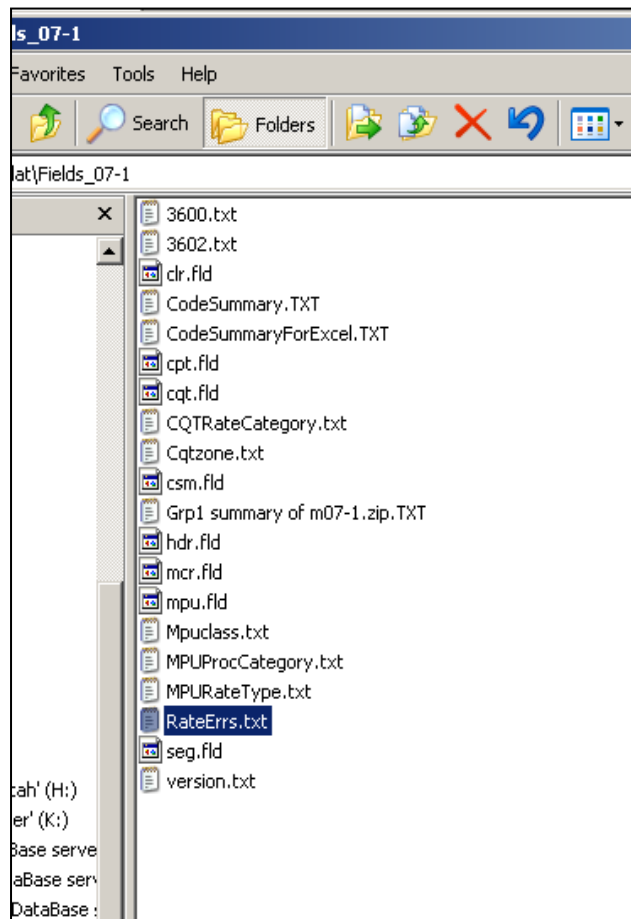 ls_07-1
Favorites Tools Help
Search Folders
lat\Fields_07-1
3600.txt
3602.txt
clr.fld
CodeSummary.TXT
CodeSummaryForExcel.TXT
cpt.fld
cqt.fld
CQTRateCategory.txt
Cqtzone.txt
csm.fld
Grp1 summary of m07-1.zip.TXT
hdr.fld
mcr.fld
mpu.fld
Mpuclass.txt
MPUProcCategory.txt
MPURateType.txt
RateErrs.txt
seg.fld
version.txt
tah' (H:)
er' (K:)
Base serve
aBase serv
DataBase :